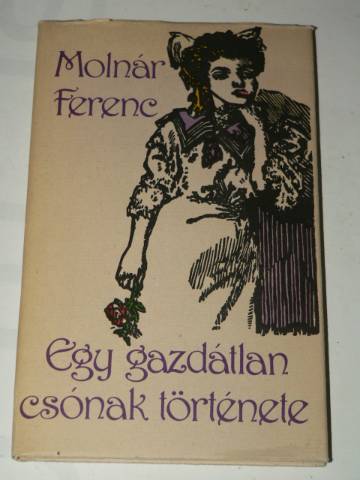 Molnár
Ferenc
Egy gazdátlan
csónak története